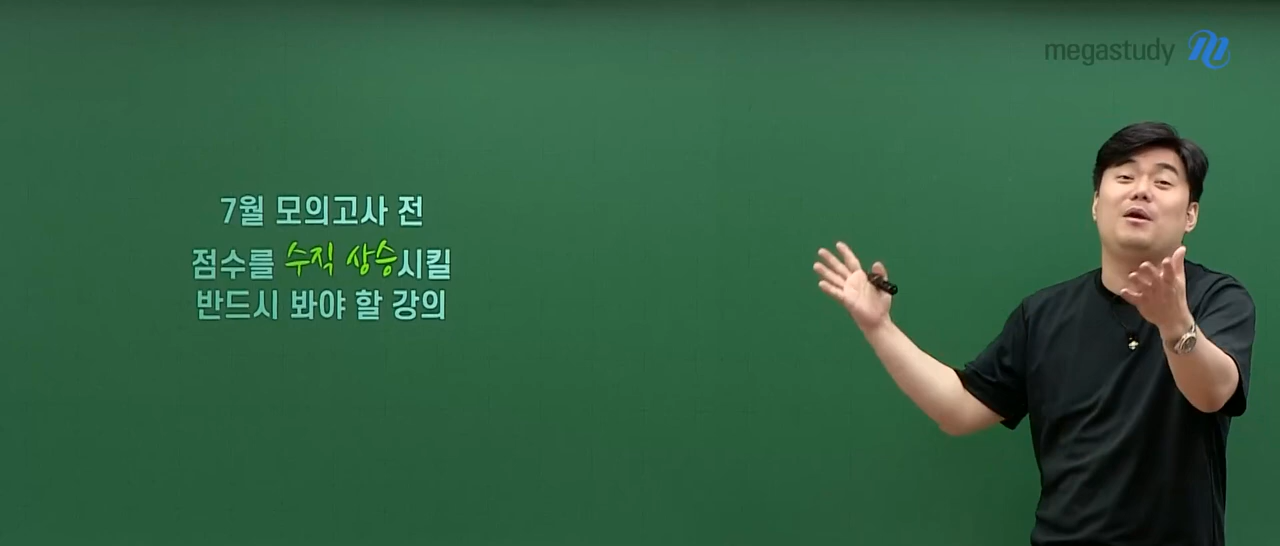 megastudy
7월 모의고사 전
점수를 수직 상승시킬
반드시 봐야 할 강의